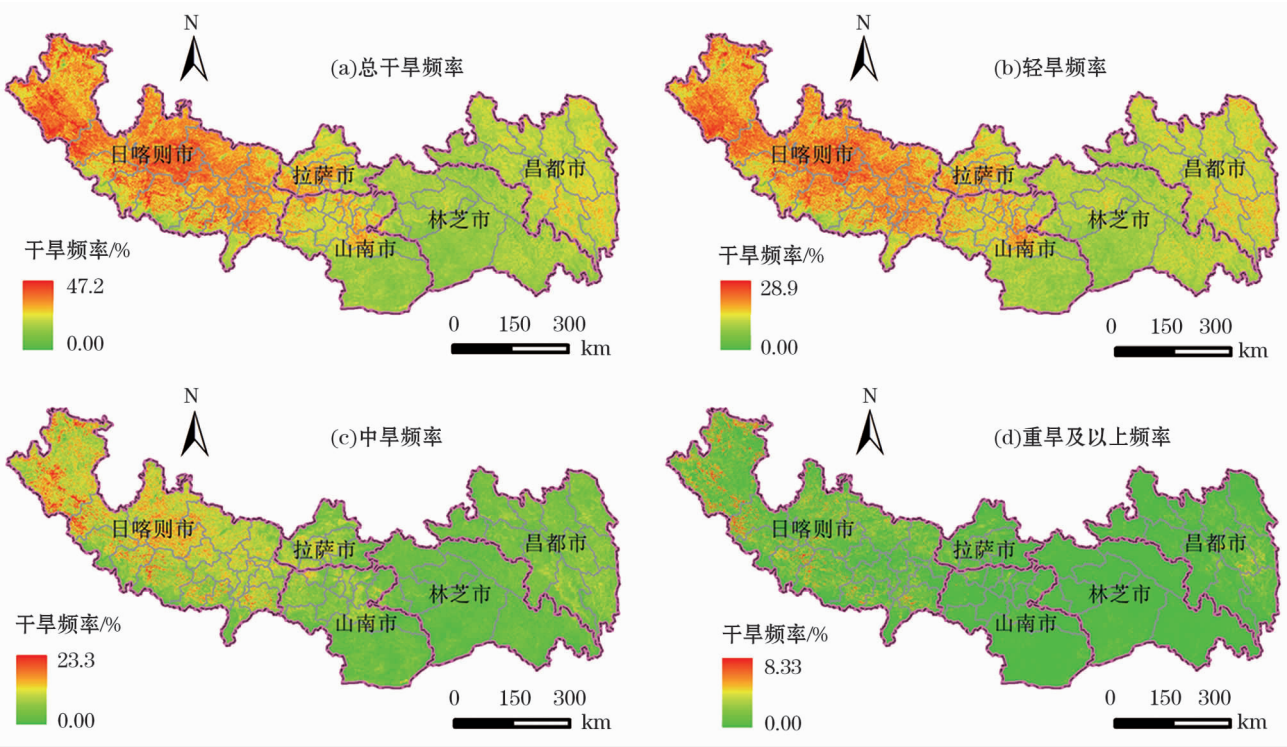 N
(a)总干旱频率
日喀则市
拉萨市
昌都市
林芝市
山南市
干旱频率/%
47.2
0.00
0 150 300
km
N
(b)轻旱频率
日喀则市
拉萨市
昌都市
林芝市
山南市
干旱频率/%
28.9
0.00
0 150 300
km
N
(c)中旱频率
日喀则市
拉萨市
昌都市
林芝市
山南市
干旱频率/%
23.3
0.00
0 150 300
km
N
(d)重旱及以上频率
日喀则市
拉萨市
昌都市
林芝市
山南市
干旱频率/%
8.33
0.00
0 150 300
km